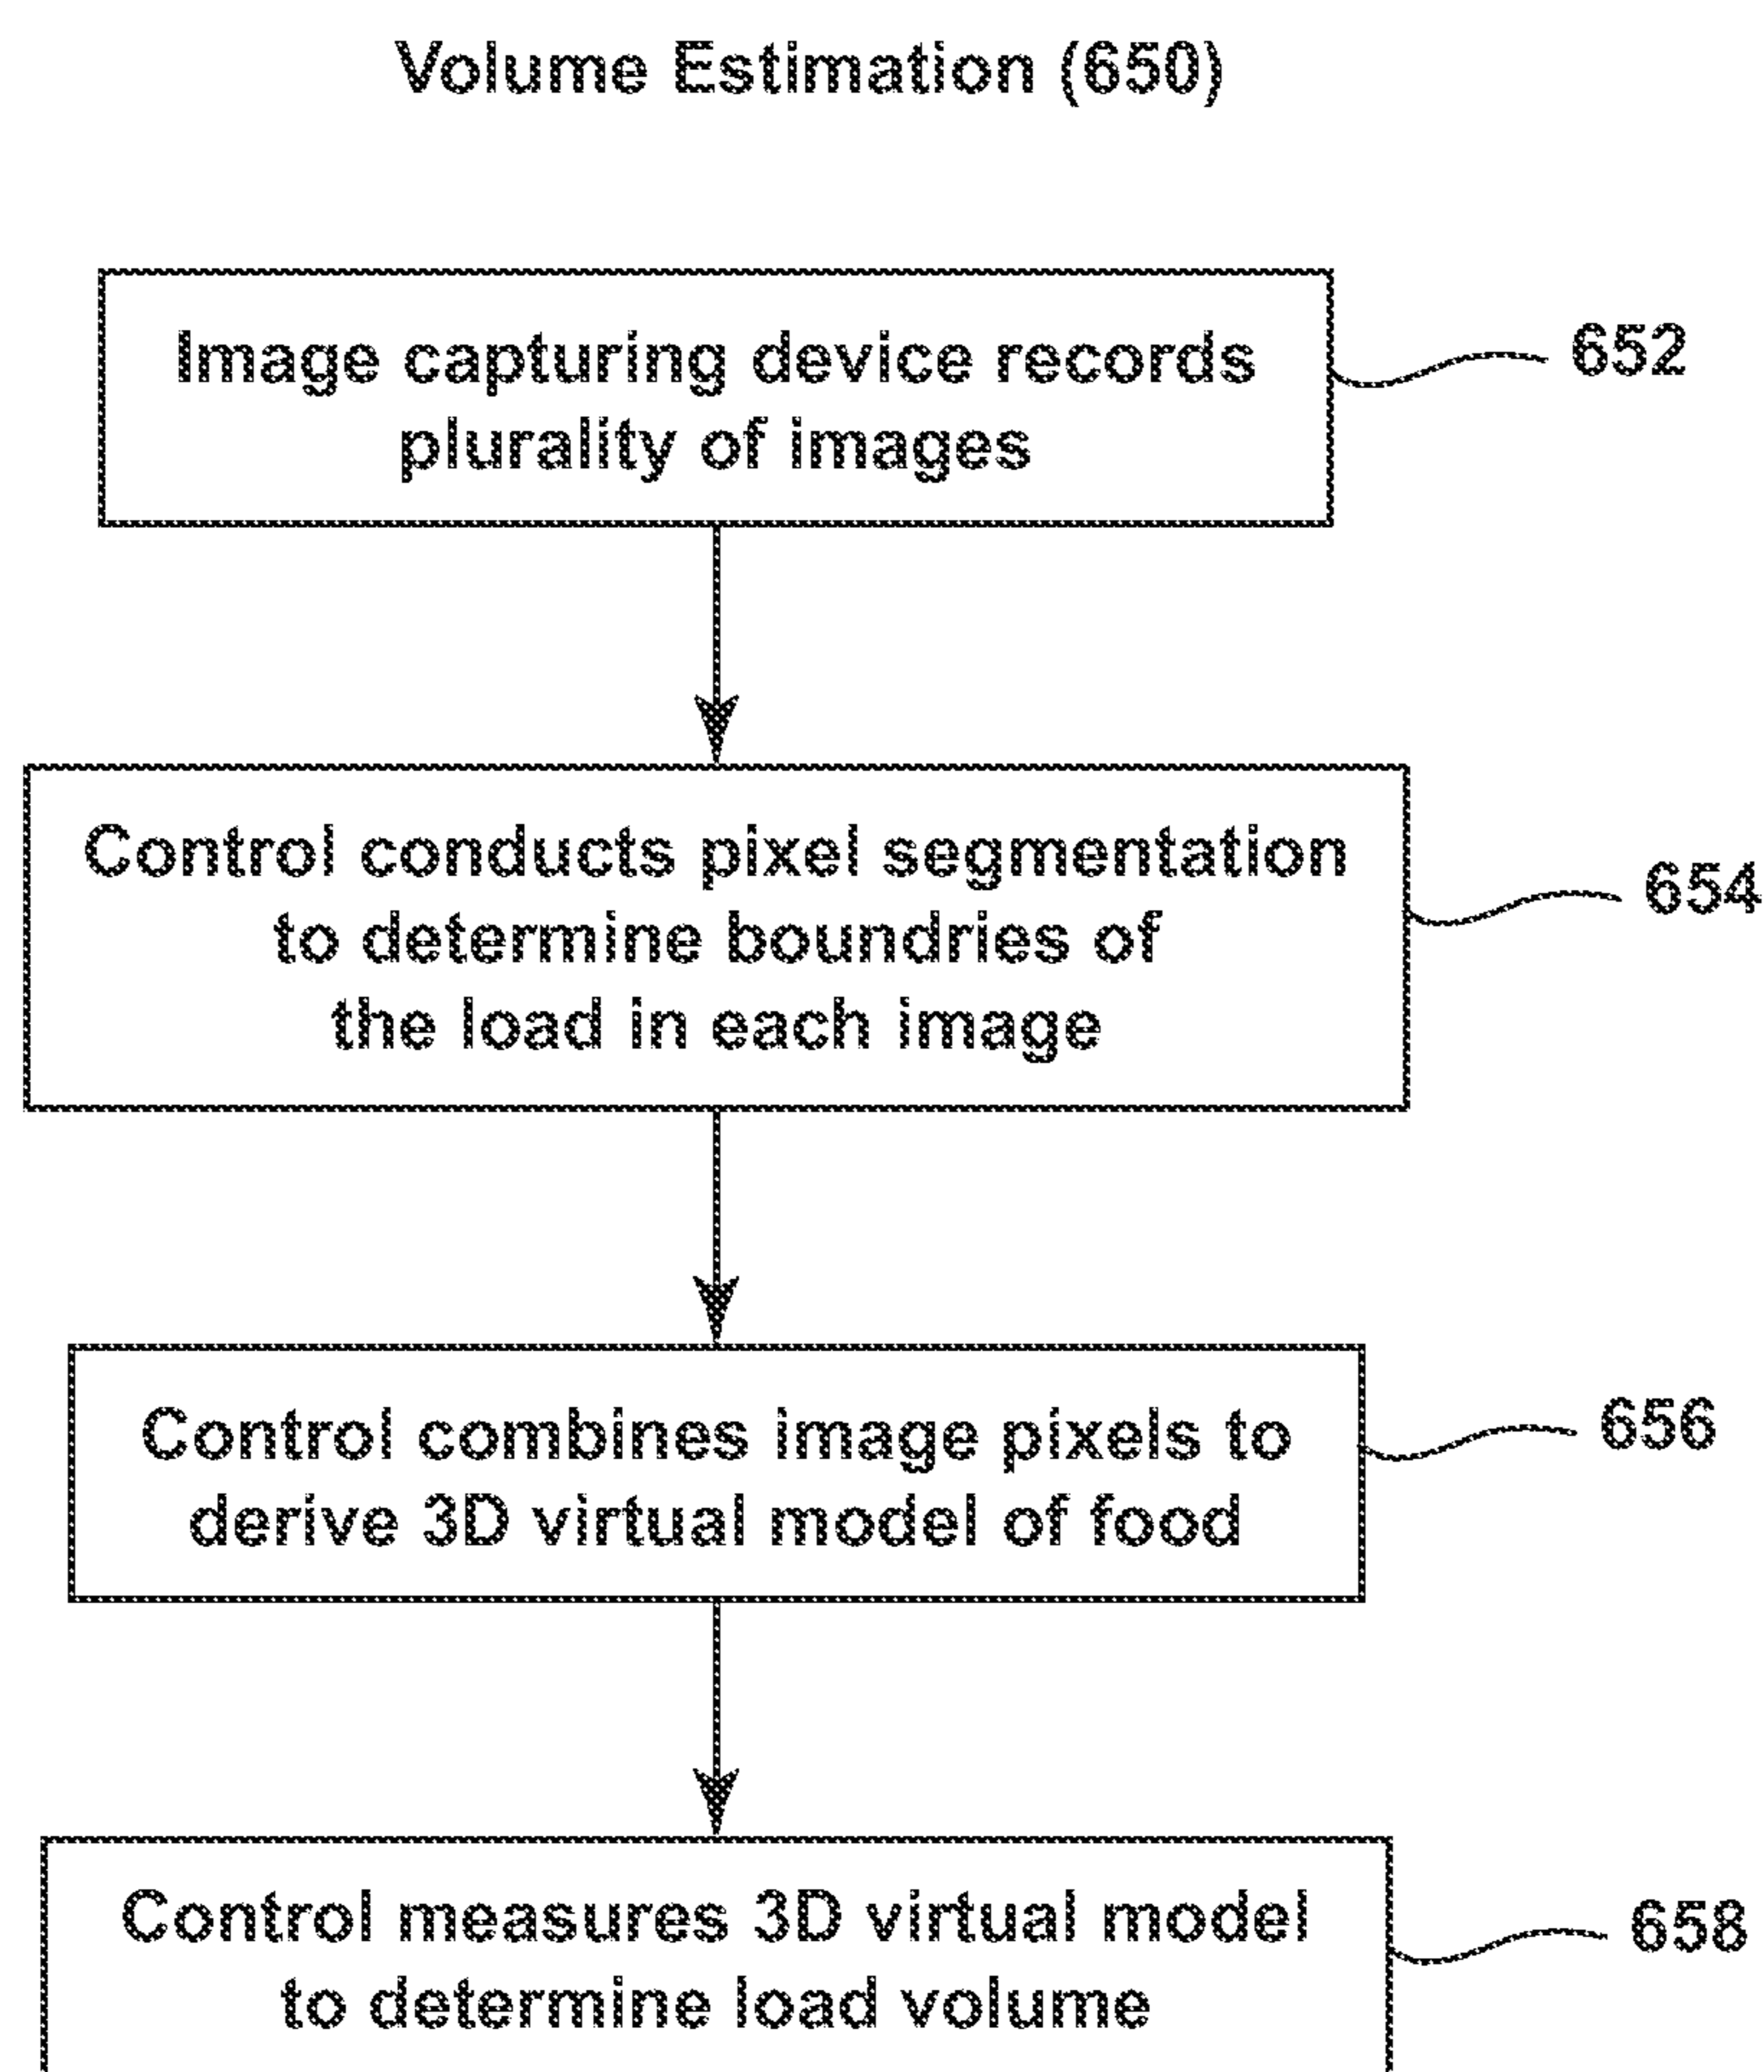 Volume Estimation (650)
Image capturing device records
plurality of images
652
Control conducts pixel segmentation
to determine boundries of
the load in each image
654
Control combines image pixels to
derive 3D virtual model of food
656
Control measures 3D virtual model
to determine load volume
658